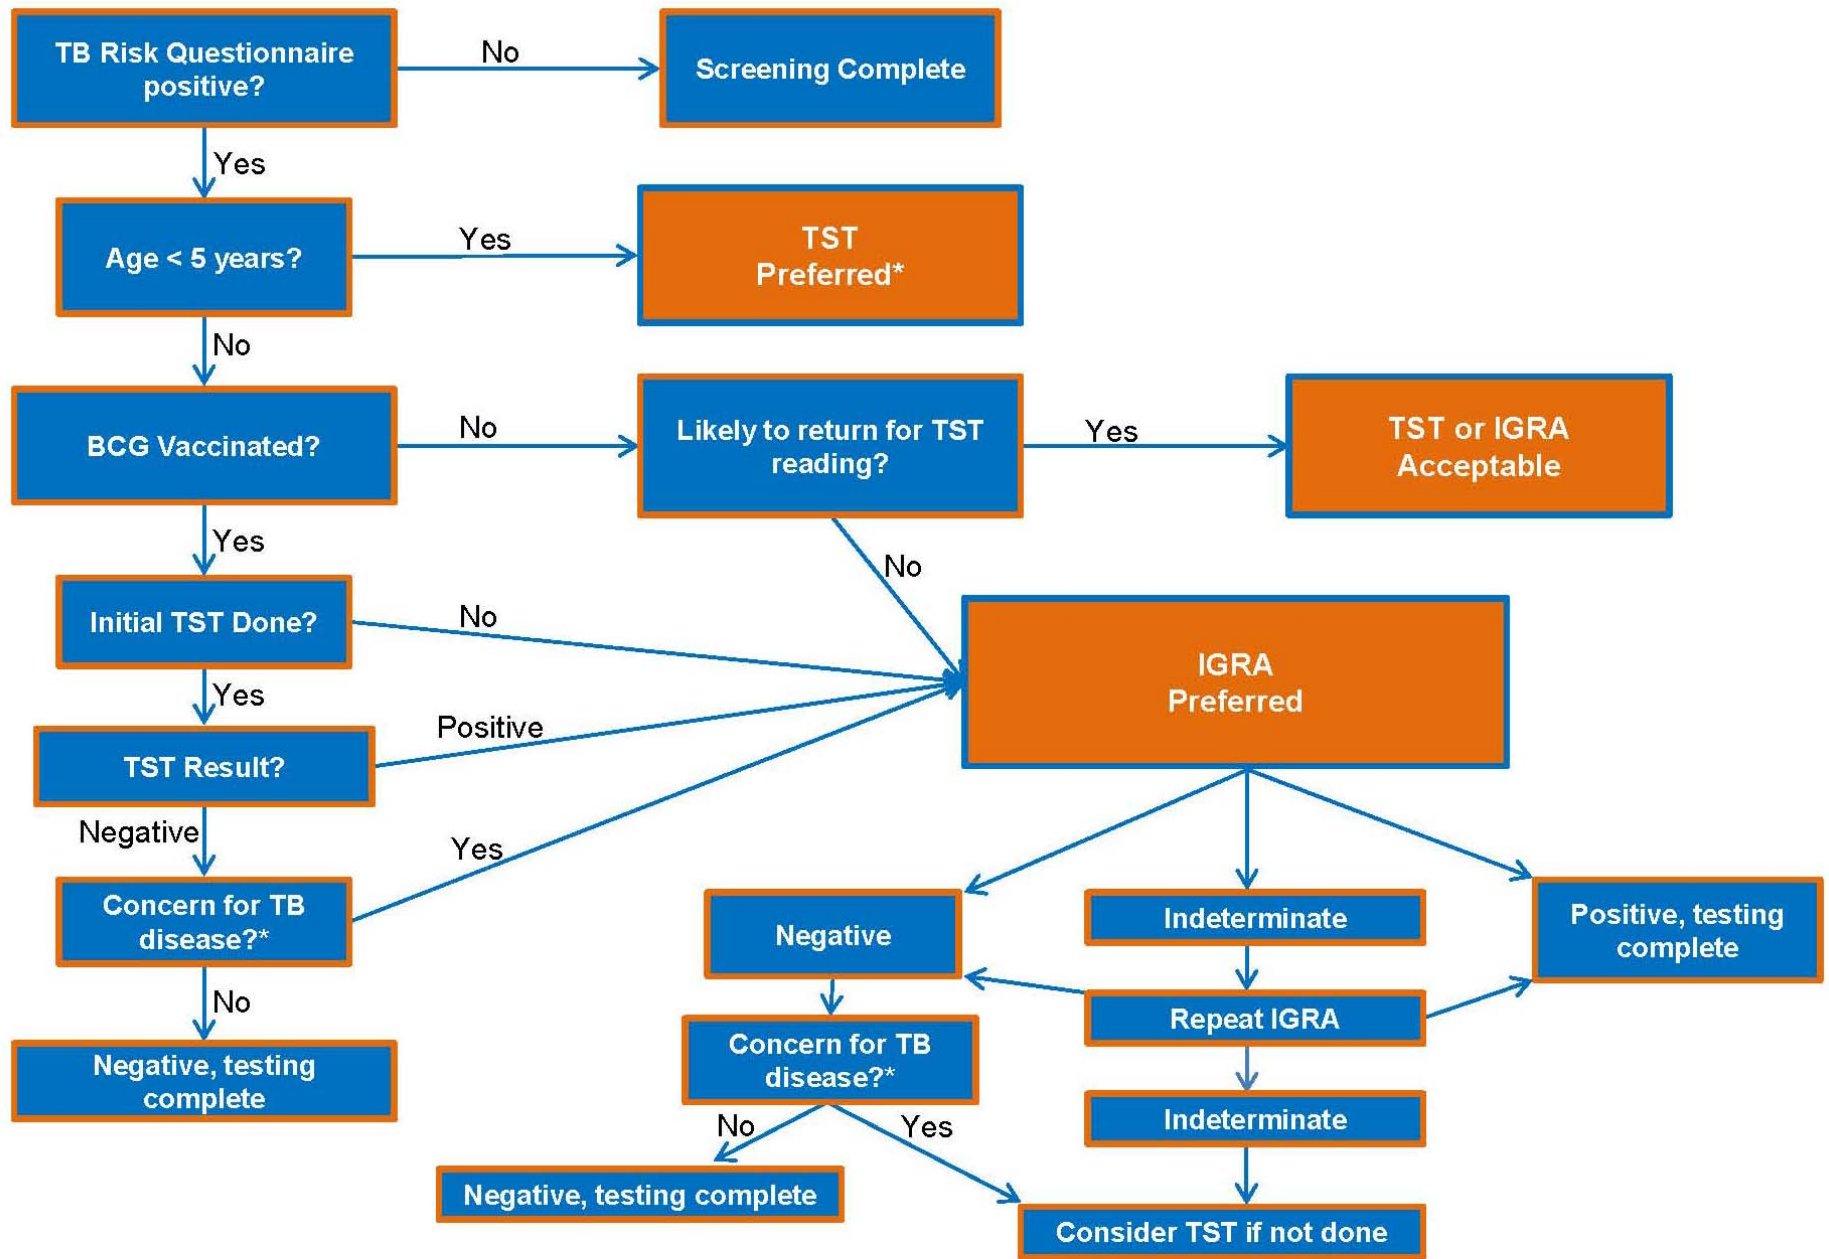 TB Risk Questionnaire
positive?
No
Screening Complete
Yes
Age < 5 years?
Yes
TST
Preferred*
No
BCG Vaccinated?
No
Likely to return for TST
reading?
Yes
TST or IGRA
Acceptable
Yes
No
Initial TST Done?
No
IGRA
Preferred
Yes
TST Result?
Positive
Negative
Yes
Concern for TB
disease?*
No
Negative, testing
complete
Negative
Indeterminate
Positive, testing
complete
Repeat IGRA
Concern for TB
disease?*
Indeterminate
No
Yes
Negative, testing complete
Consider TST if not done